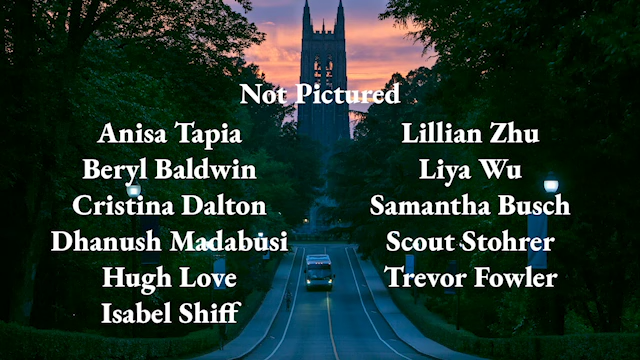 Not Pictured
Anisa Tapia
Beryl Baldwin
Cristina Dalton
Dhanush Madabusi
Hugh Love
Isabel Shiff
Lillian Zhu
Liya Wu
Samantha Busch
Scout Stohrer
Trevor Fowler